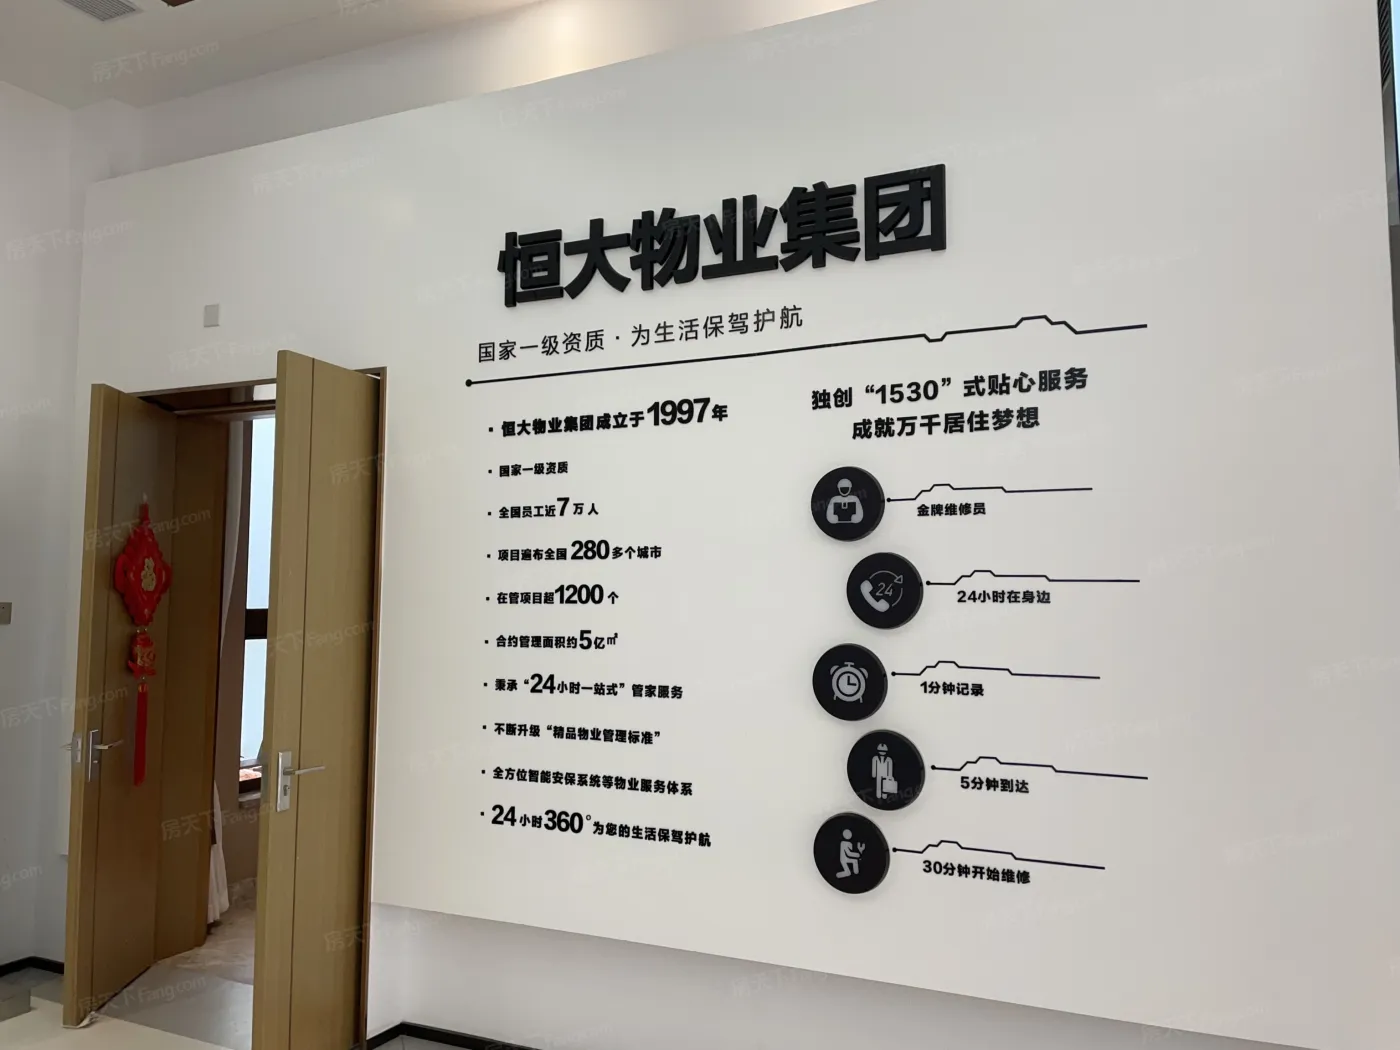 恒大物业集团
国家一级资质·为生活保驾护航
· 恒大物业集团成立于1997年
· 国家一级资质
· 全国员工近7万人
· 项目遍布全国280多个城市
· 在管项目超1200个
· 合约管理面积约5亿㎡
· 秉承“24小时一站式”管家服务
· 不断升级“精品物业管理标准”
· 全方位智能安保系统等物业服务体系
· 24小时360°为您的生活保驾护航
独创“1530”式贴心服务
成就万千居住梦想
金牌维修员
24
24小时在身边
1分钟记录
5分钟到达
30分钟开始维修
房天下Fang.com